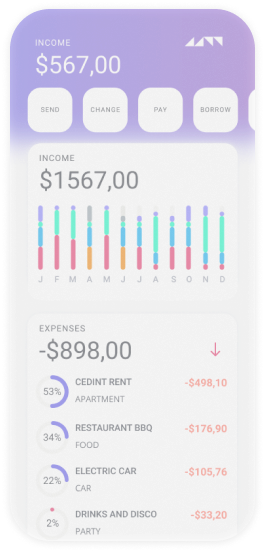 INCOME
$567,00
SEND CHANGE PAY BORROW
INCOME
$1567,00
J F M A M J J A S O N D
EXPENSES
-$898,00
53% CEDINT RENT -$498,10
APARTMENT
34% RESTAURANT BBQ -$176,90
FOOD
22% ELECTRIC CAR -$105,76
CAR
2% DRINKS AND DISCO -$33,20
PARTY